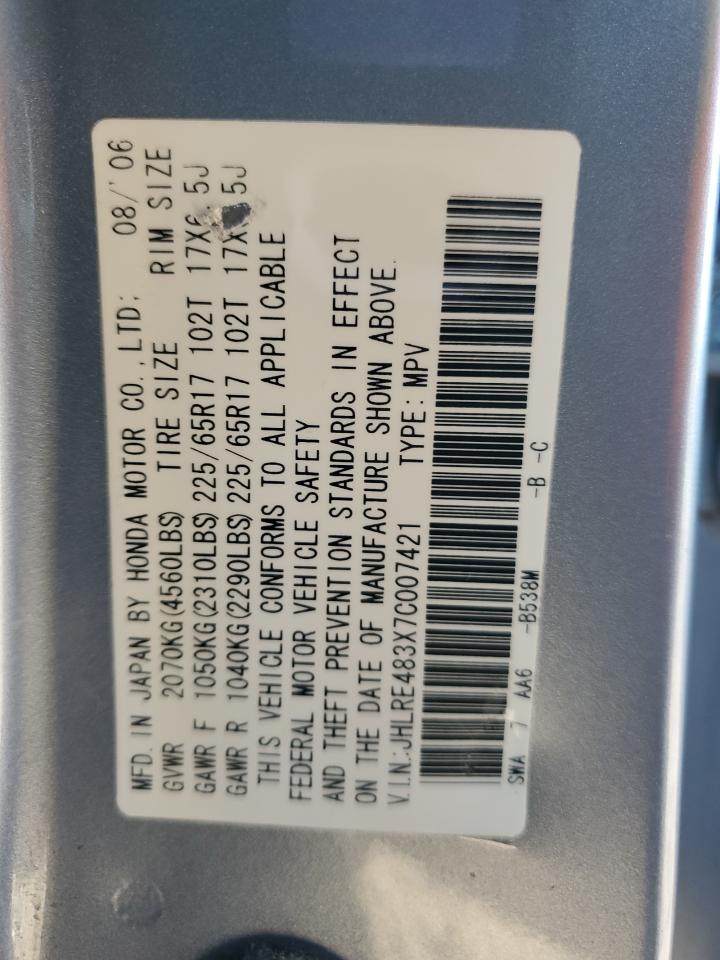 MFD. IN JAPAN BY HONDA MOTOR CO., LTD: 08/'06
GVWR 2070KG(4560LBS) TIRE SIZE RIM SIZE
GAWR F 1050KG(2310LBS) 225/65R17 102T 17X6 5J
GAWR R 1040KG(2290LBS) 225/65R17 102T 17X 5J
THIS VEHICLE CONFORMS TO ALL APPLICABLE
FEDERAL MOTOR VEHICLE SAFETY
AND THEFT PREVENTION STANDARDS IN EFFECT
ON THE DATE OF MANUFACTURE SHOWN ABOVE.
V.I.N.:JHLRE483X7C007421 TYPE: MPV
SWA 7 AA6 -B538M -B -C